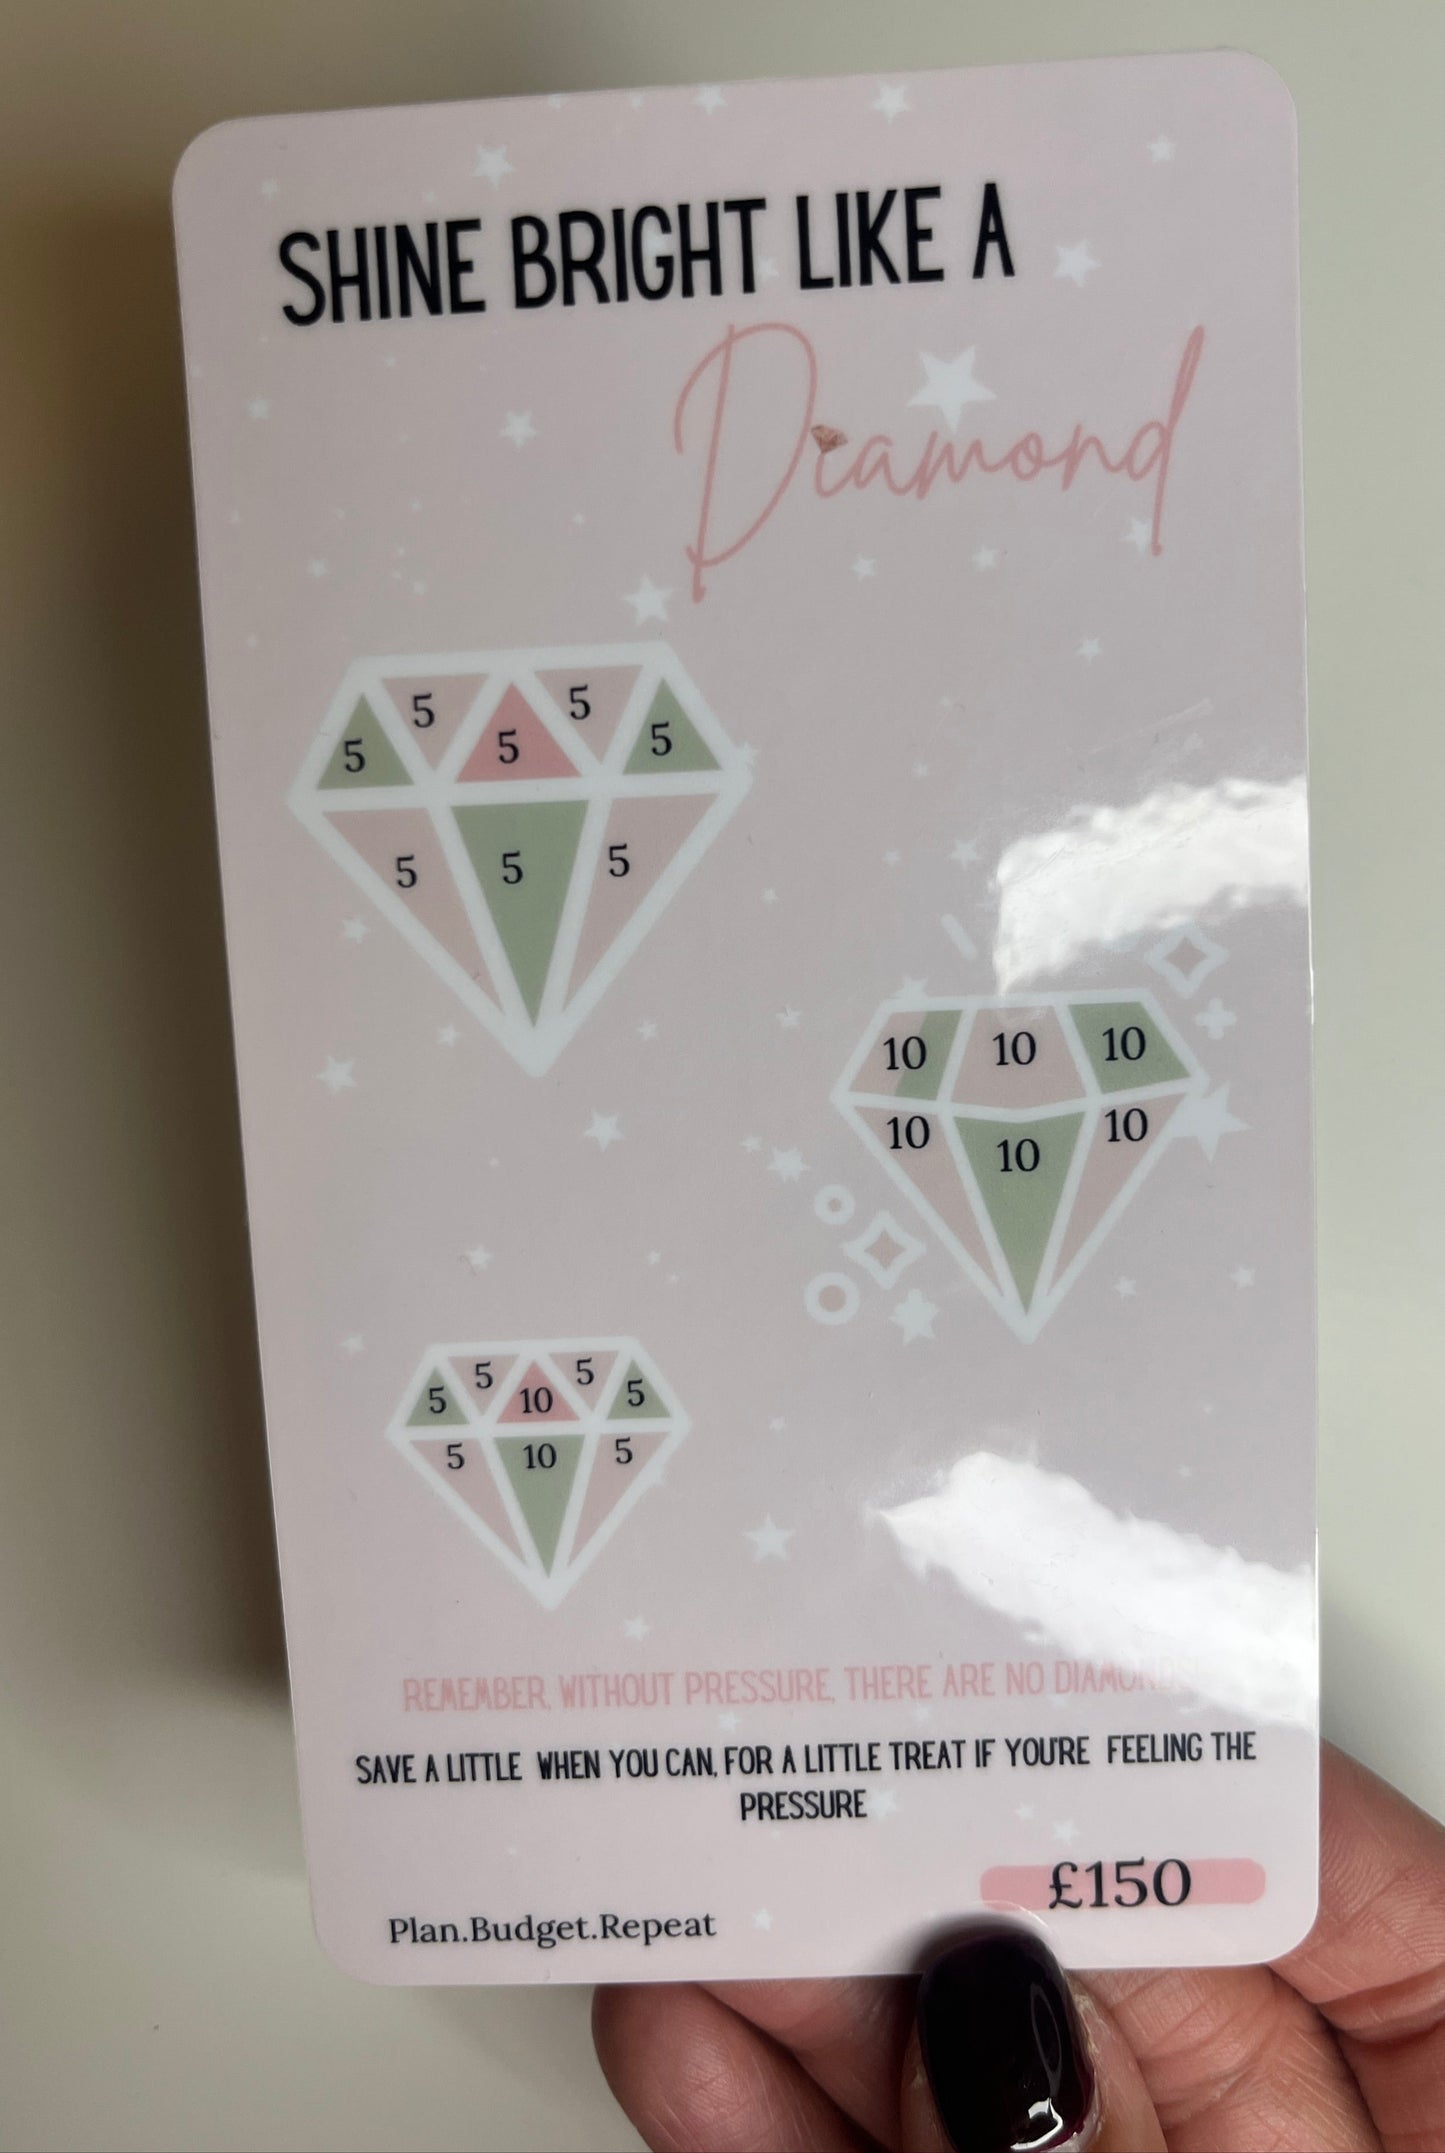 SHINE BRIGHT LIKE A
Diamond
5 5 5 5 5
5 5 5
10 10 10
10 10 10
5 5 10 5 5
5 10 5
REMEMBER, WITHOUT PRESSURE, THERE ARE NO DIAMONDS
SAVE A LITTLE WHEN YOU CAN, FOR A LITTLE TREAT IF YOU'RE FEELING THE
PRESSURE
£150
Plan.Budget.Repeat